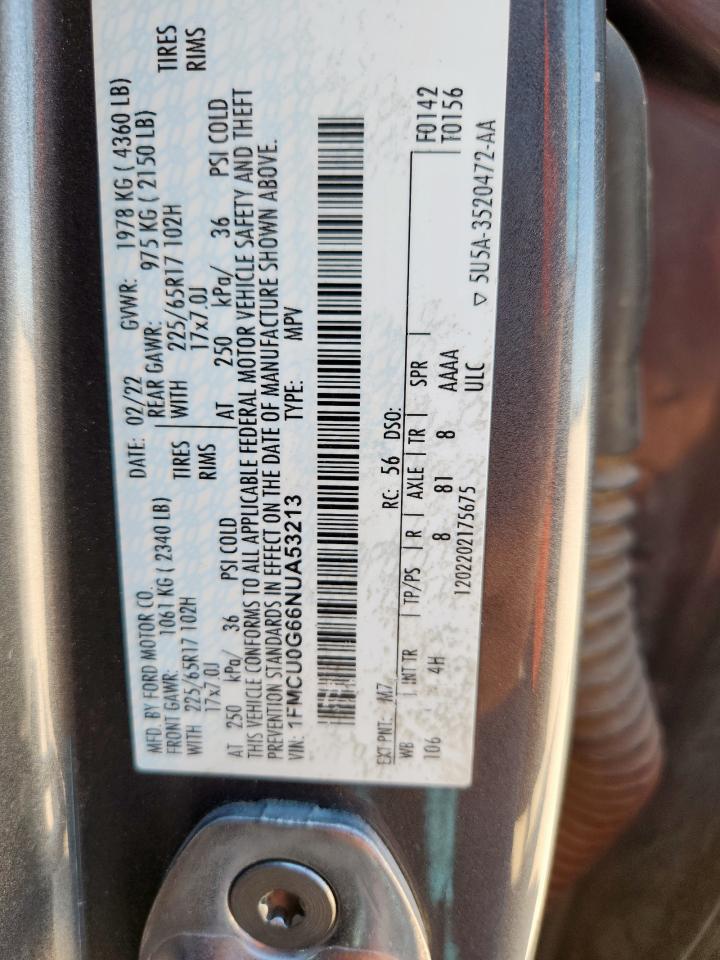 MFD. BY FORD MOTOR CO. DATE: 02/22 GVWR: 1978 KG ( 4360 LB)
FRONT GAWR: 1061 KG ( 2340 LB) REAR GAWR: 975 KG ( 2150 LB)
WITH 225/65R17 102H TIRES WITH 225/65R17 102H TIRES
17x7.0J RIMS 17x7.0J RIMS
AT 250 kPa/ 36 PSI COLD AT 250 kPa/ 36 PSI COLD
THIS VEHICLE CONFORMS TO ALL APPLICABLE FEDERAL MOTOR VEHICLE SAFETY AND THEFT
PREVENTION STANDARDS IN EFFECT ON THE DATE OF MANUFACTURE SHOWN ABOVE.
VIN: 1FMCU0G66NUA53213 TYPE: MPV
EXT PNT: M7 RC: 56 DSO: F0142
WB INT TR TP/PS R AXLE TR SPR T0156
106 4H 8 81 8 AAAA
1202202175675 ULC ▽ 5U5A-3520472-AA